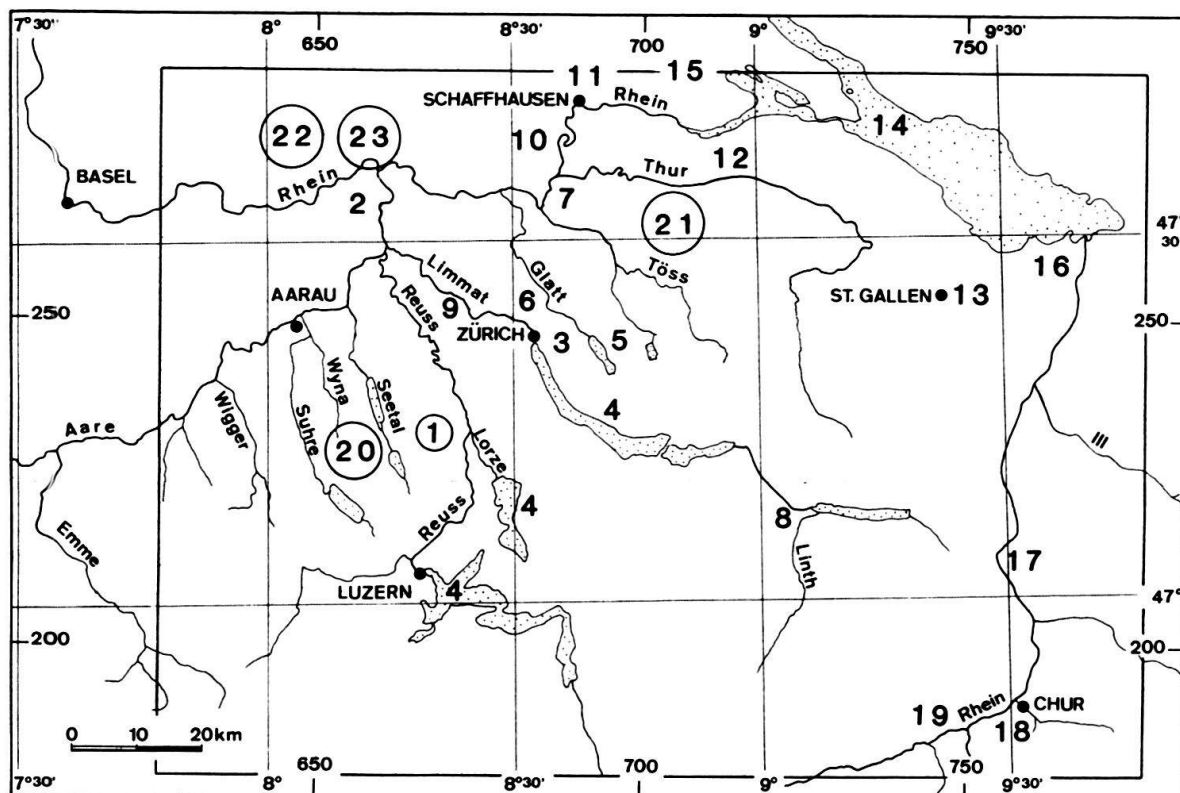 7°30'
8°
650
8°30'
700
9°
750
9°30'
11
15
SCHAFFHAUSEN
Rhein
22
23
10
14
BASEL
12
Rhein
Thur
2
7
21
47°
30'
Limmat
Glatt
Töss
16
AARAU
Reuss
6
ST. GALLEN
13
250
9
ZÜRICH
3
5
250
Wyna
Seetal
Wigger
Suhre
4
Aare
20
1
Lorze
Ill
4
8
Reuss
Emme
Linth
17
LUZERN
4
47°
200
200
0
10
20km
19
Rhein
CHUR
18
7°30'
8°
650
8°30'
700
9°
750
9°30'